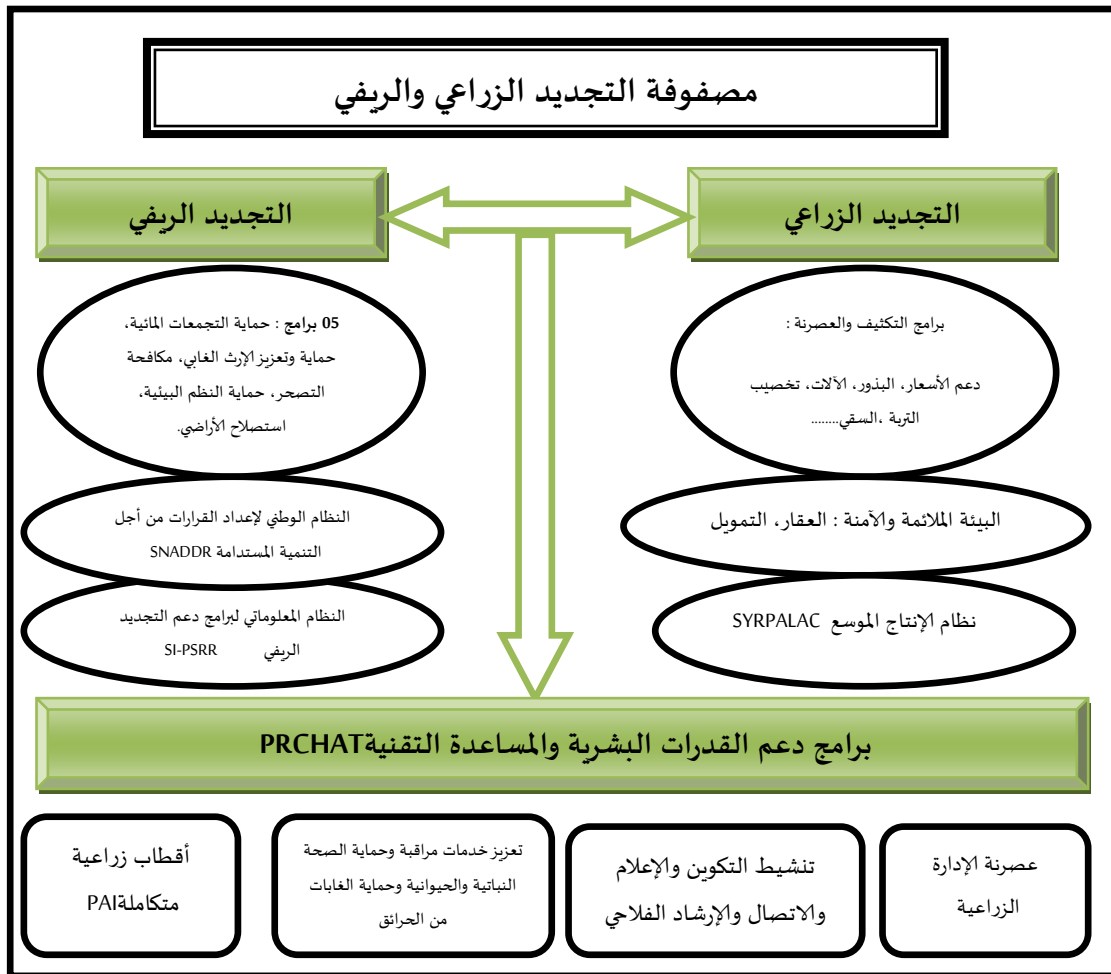 مصفوفة التجديد الزراعي والريفي
التجديد الزراعي
التجديد الريفي
برامج التكثيف والعصرنة :
دعم الأسعار، البذور، الآلات، تخصيب
التربة ،السقي........
05 برامج : حماية التجمعات المائية،
حماية وتعزيز الإرث الغابي، مكافحة
التصحر، حماية النظم البيئية،
استصلاح الأراضي.
البيئة الملائمة والآمنة : العقار، التمويل
النظام الوطني لإعداد القرارات من أجل
التنمية المستدامة SNADDR
نظام الإنتاج الموسع SYRPALAC
النظام المعلوماتي لبرامج دعم التجديد
الريفي SI-PSRR
برامج دعم القدرات البشرية والمساعدة التقنيةPRCHAT
عصرنة الإدارة
الزراعية
تنشيط التكوين والإعلام
والاتصال والإرشاد الفلاحي
تعزيز خدمات مراقبة وحماية الصحة
النباتية والحيوانية وحماية الغابات
من الحرائق
أقطاب زراعية
متكاملةPAI